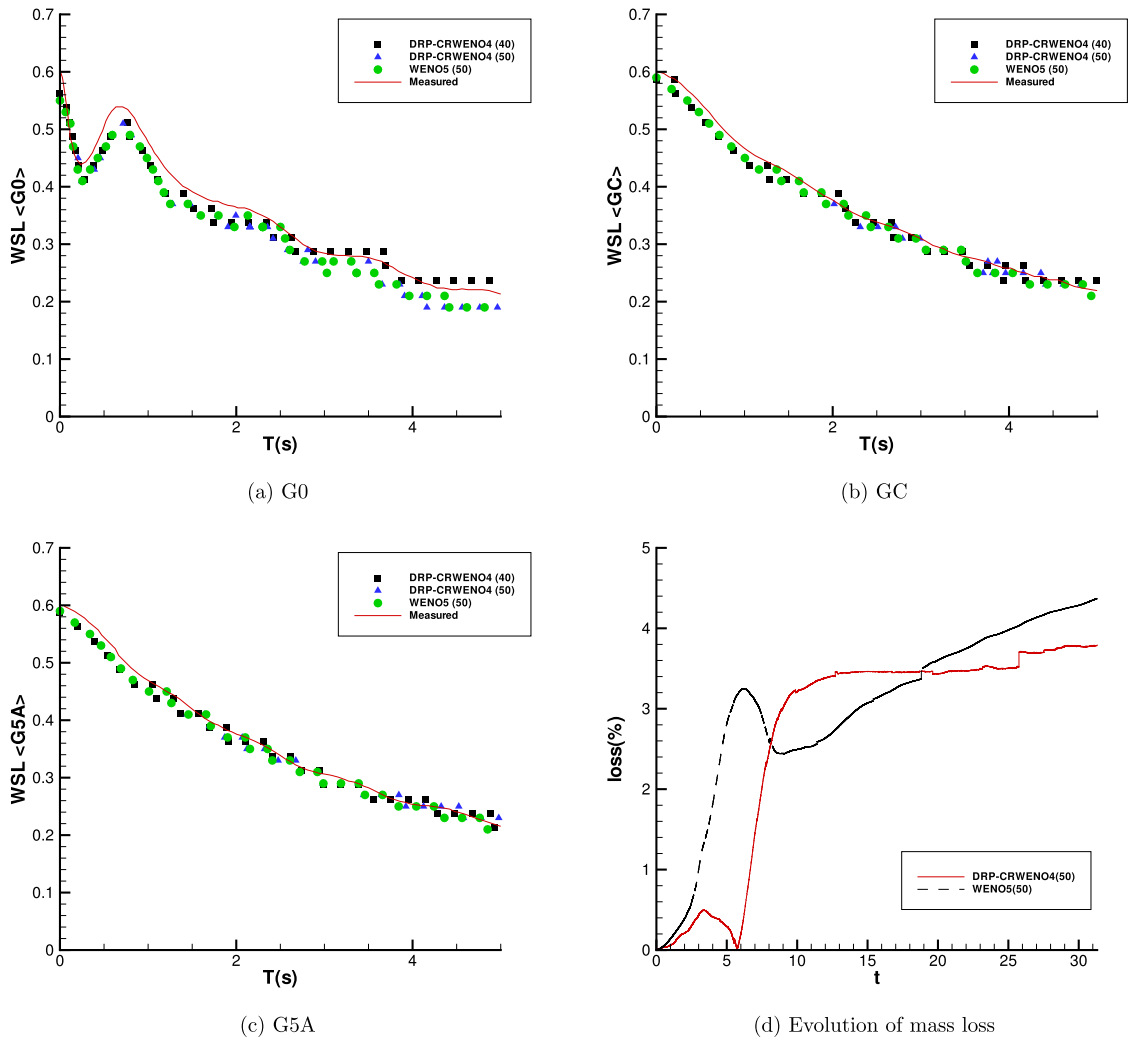 0.7
0.6
0.5
0.4
0.3
0.2
0.1
0
WSL <G0>
DRP-CRWENO4 (40)
DRP-CRWENO4 (50)
WENO5 (50)
Measured
0
2
4
T(s)
(a) G0
0.7
0.6
0.5
0.4
0.3
0.2
0.1
0
WSL <GC>
DRP-CRWENO4 (40)
DRP-CRWENO4 (50)
WENO5 (50)
Measured
0
2
4
T(s)
(b) GC
0.7
0.6
0.5
0.4
0.3
0.2
0.1
0
WSL <G5A>
DRP-CRWENO4 (40)
DRP-CRWENO4 (50)
WENO5 (50)
Measured
0
2
4
T(s)
(c) G5A
5
4
3
2
1
0
loss(%)
DRP-CRWENO4(50)
WENO5(50)
0
5
10
15
20
25
30
t
(d) Evolution of mass loss